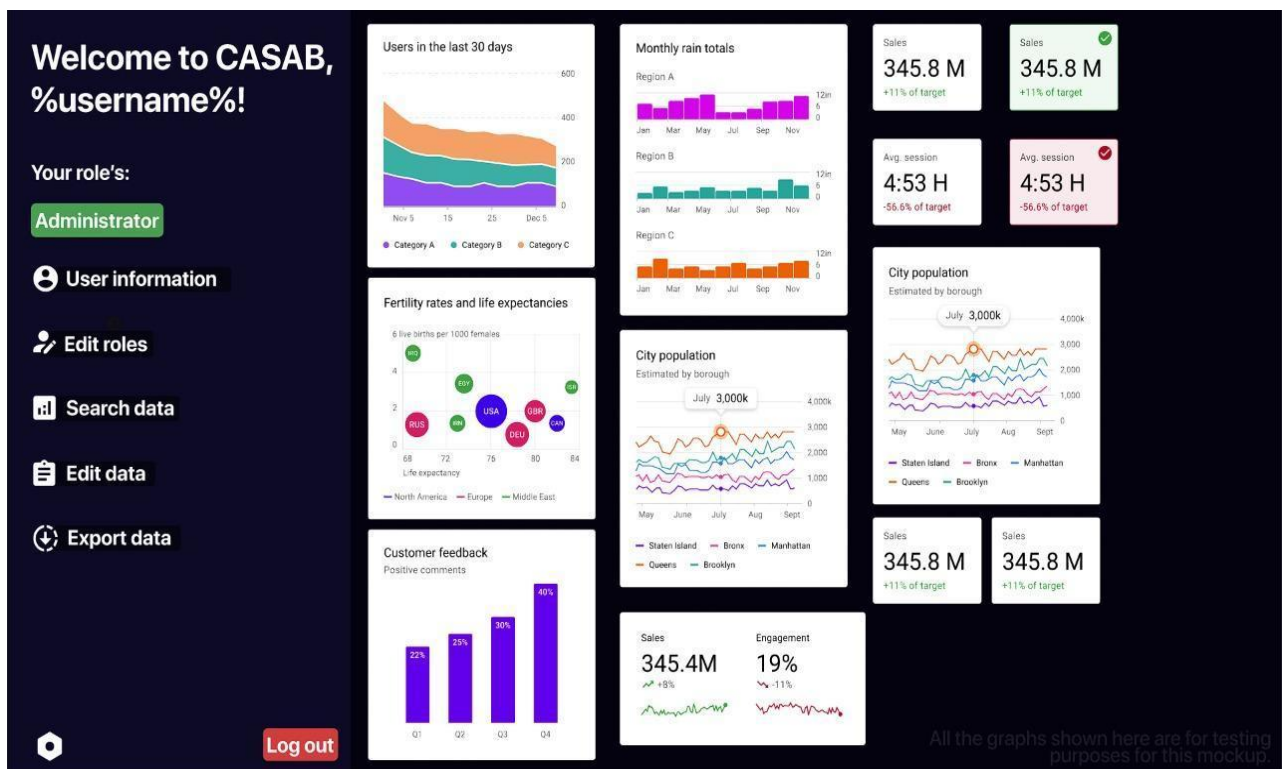 Welcome to CASAB,
%username%!
Your role's:
Administrator
User information
Edit roles
Search data
Edit data
Export data
Log out
Users in the last 30 days
600
400
200
0
Nov 5 15 25 Dec 5
Category A Category B Category C
Fertility rates and life expectancies
6 live births per 1000 females
4
2
0
EGY
USA
GBR
RUS
CAN
DEU
68 72 76 80 84
Life expectancy
North America Europe Middle East
Customer feedback
Positive comments
40%
30%
25%
22%
Q1 Q2 Q3 Q4
Monthly rain totals
Region A
12in
6
0
Jan Mar May Jul Sep Nov
Region B
12in
6
0
Jan Mar May Jul Sep Nov
Region C
12in
6
0
Jan Mar May Jul Sep Nov
City population
Estimated by borough
July 3,000k
4,000k
3,000
2,000
1,000
0
May June July Aug Sept
Staten Island Bronx Manhattan
Queens Brooklyn
Sales Engagement
345.4M 19%
+8% -11%
Sales
345.8 M
+11% of target
Sales
345.8 M
+11% of target
Avg. session
4:53 H
-56.6% of target
Avg. session
4:53 H
-56.6% of target
City population
Estimated by borough
July 3,000k
4,000k
3,000
2,000
1,000
0
May June July Aug Sept
Staten Island Bronx Manhattan
Queens Brooklyn
Sales
345.8 M
+11% of target
Sales
345.8 M
+11% of target
All the graphs shown here are for testing
purposes for this mockup.